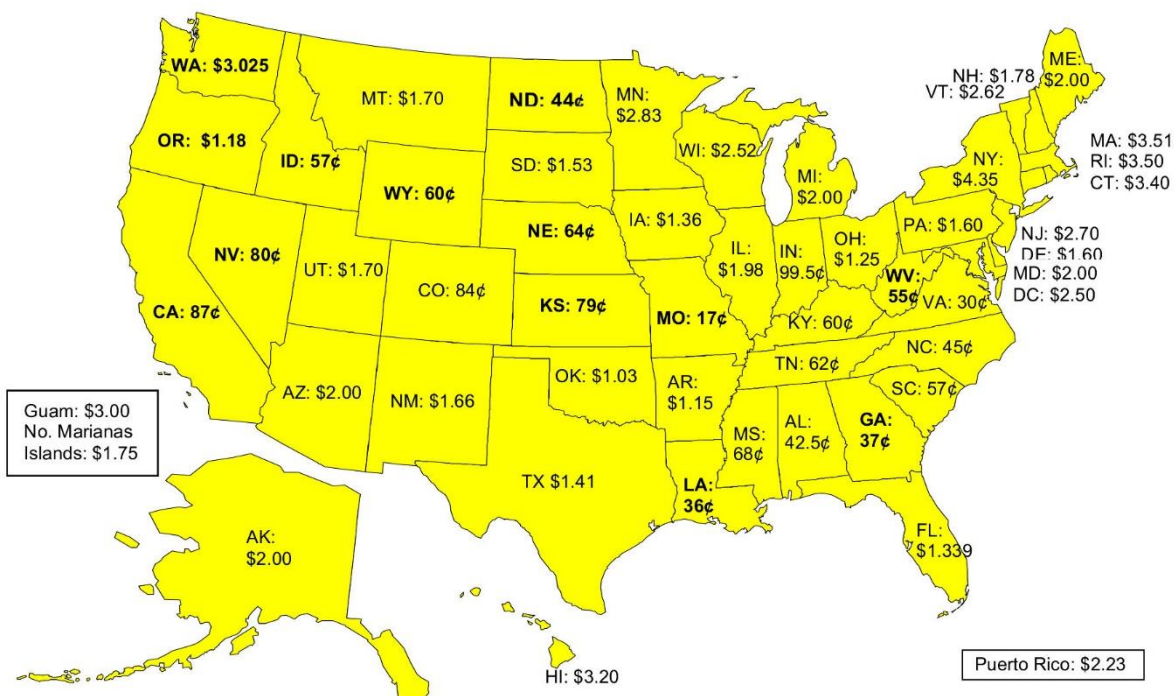 WA: $3.025
MT: $1.70
ND: 44¢
MN:
$2.83
NH: $1.78
VT: $2.62
ME:
$2.00
OR: $1.18
ID: 57¢
SD: $1.53
WI: $2.52
MI:
$2.00
NY:
$4.35
MA: $3.51
RI: $3.50
CT: $3.40
WY: 60¢
IA: $1.36
NE: 64¢
PA: $1.60
NJ: $2.70
DE: $1.60
MD: $2.00
DC: $2.50
NV: 80¢
UT: $1.70
CO: 84¢
IL:
$1.98
IN:
99.5¢
OH:
$1.25
WV:
55¢
VA: 30¢
CA: 87¢
KS: 79¢
MO: 17¢
KY: 60¢
NC: 45¢
TN: 62¢
SC: 57¢
AZ: $2.00
NM: $1.66
OK: $1.03
AR:
$1.15
MS:
68¢
AL:
42.5¢
GA:
37¢
Guam: $3.00
No. Marianas
Islands: $1.75
TX $1.41
LA:
36¢
FL:
$1.339
AK:
$2.00
HI: $3.20
Puerto Rico: $2.23